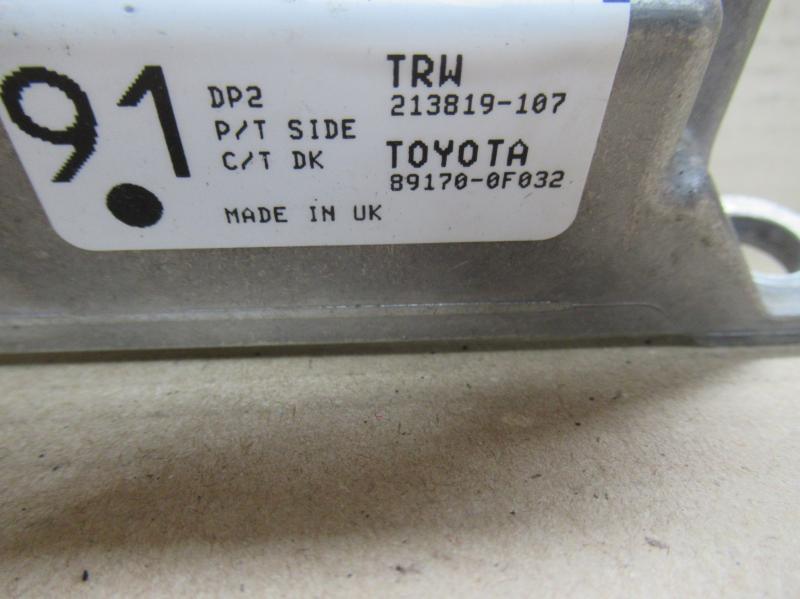 91
DP2
P/T SIDE
C/T DK
MADE IN UK
TRW
213819-107
TOYOTA
89170-0F032